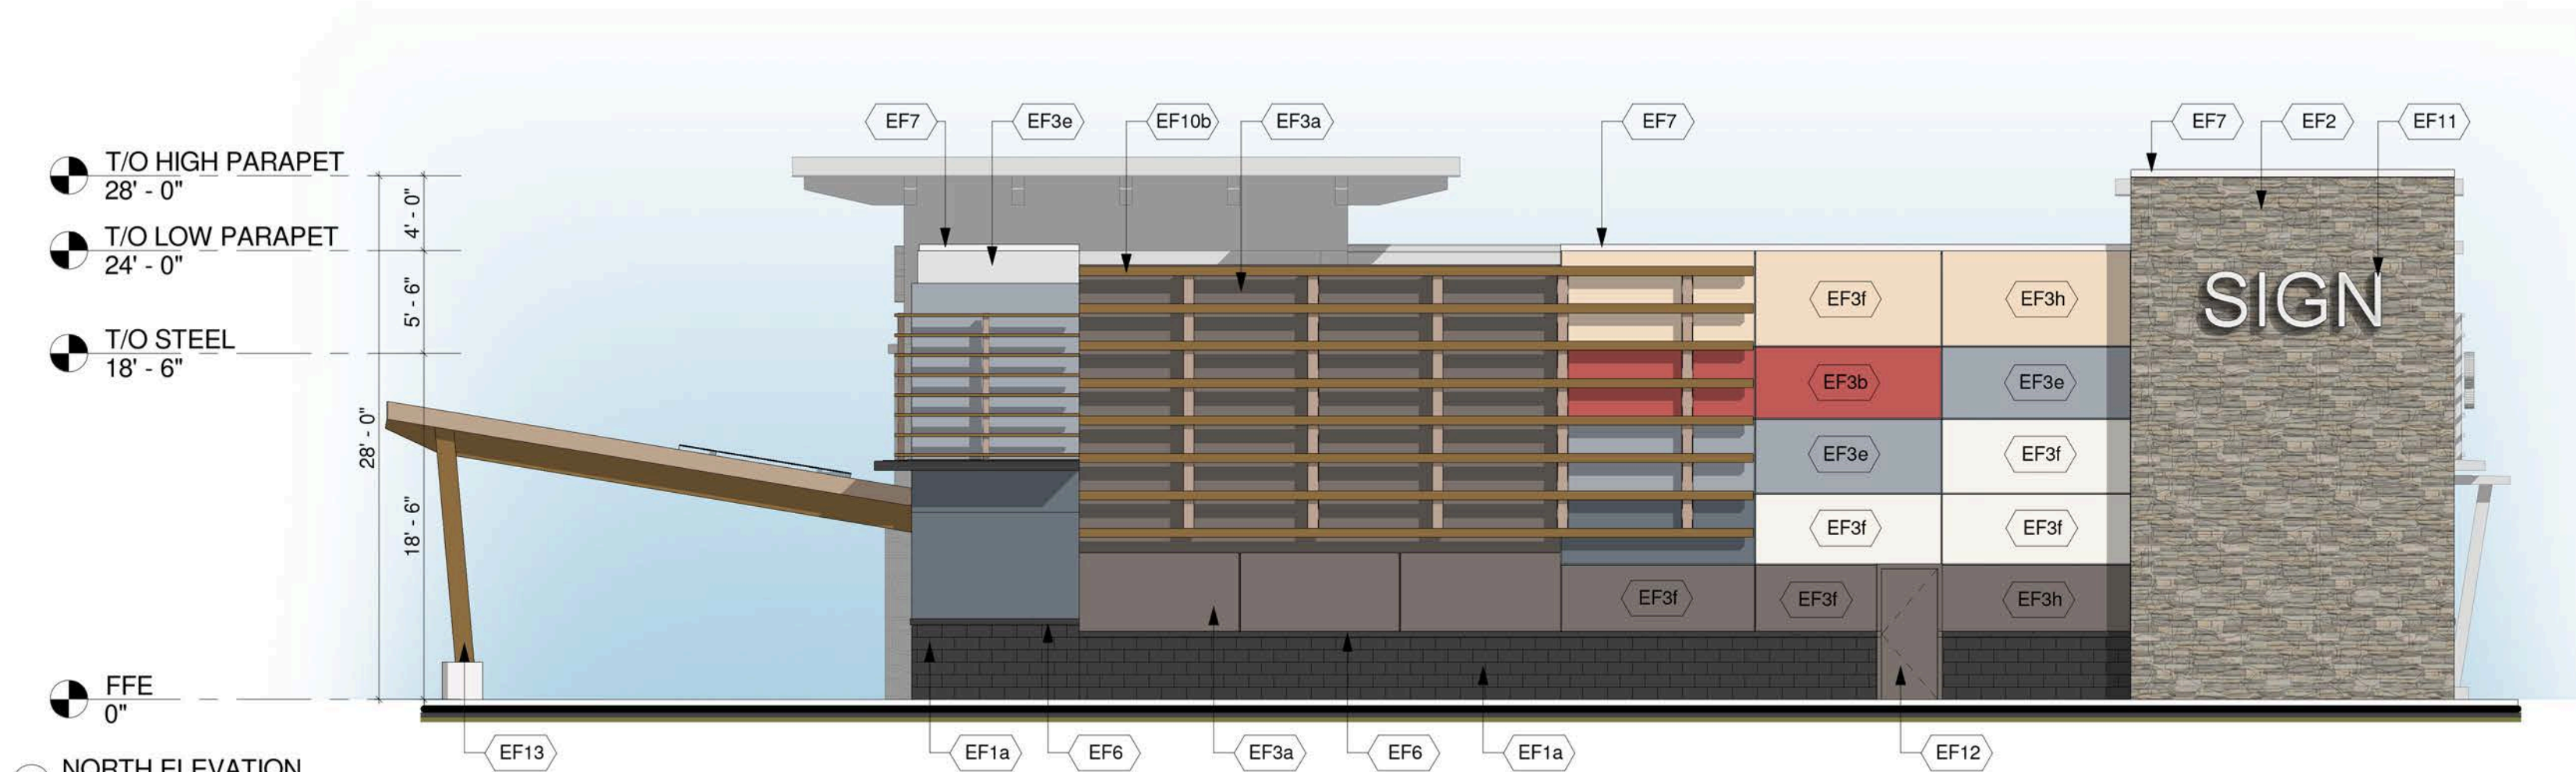 EF7
EF3e
EF10b
EF3a
EF7
EF7
EF2
EF11
T/O HIGH PARAPET
28' - 0"
4' - 0"
T/O LOW PARAPET
24' - 0"
5' - 6"
T/O STEEL
18' - 6"
28' - 0"
18' - 6"
EF3f
EF3h
SIGN
EF3b
EF3e
EF3e
EF3f
EF3f
EF3f
EF3f
EF3f
EF3h
FFE
0"
EF13
EF1a
EF6
EF3a
EF6
EF1a
EF12
NORTH ELEVATION